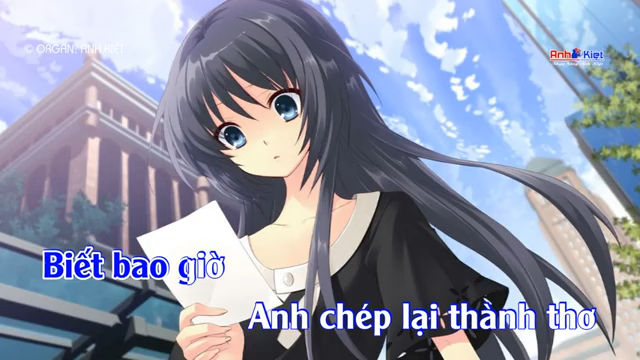 © ORGAN: ANH KIỆT
Anh Kiệt
Biết bao giờ
Anh chép lại thành thơ